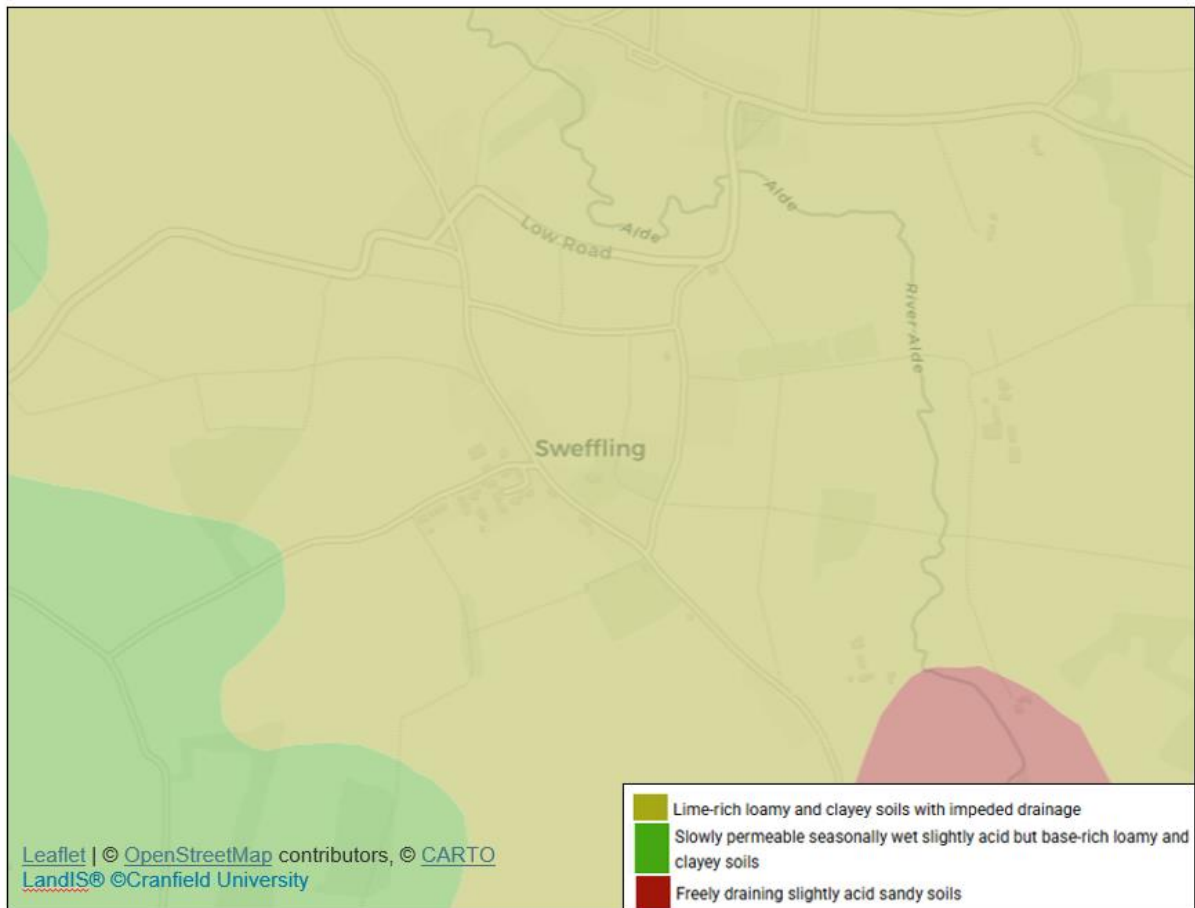 Alde
Low Road
Alde
River Alde
Sweffling
Lime-rich loamy and clayey soils with impeded drainage
Slowly permeable seasonally wet slightly acid but base-rich loamy and
clayey soils
Freely draining slightly acid sandy soils
Leaflet | © OpenStreetMap contributors, © CARTO
LandIS® ©Cranfield University